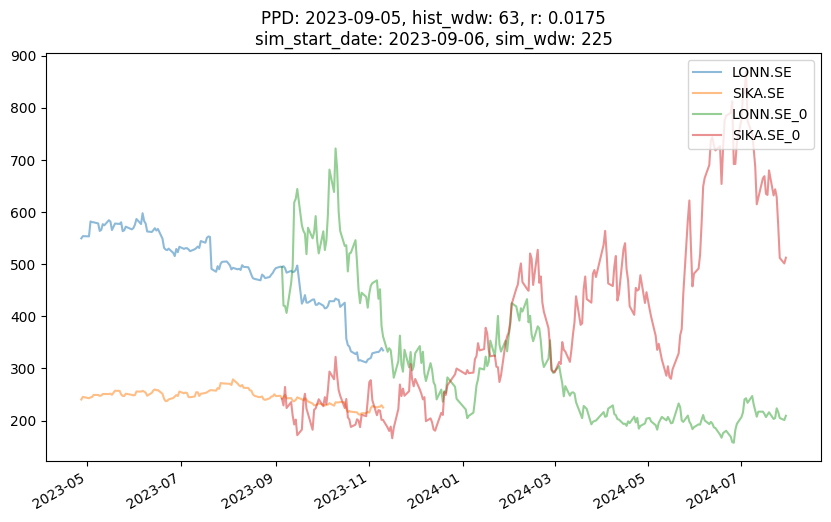 PPD: 2023-09-05, hist_wdw: 63, r: 0.0175
sim_start_date: 2023-09-06, sim_wdw: 225
900
800
700
600
500
400
300
200
LONN.SE
SIKA.SE
LONN.SE_0
SIKA.SE_0
2023-05
2023-07
2023-09
2023-11
2024-01
2024-03
2024-05
2024-07